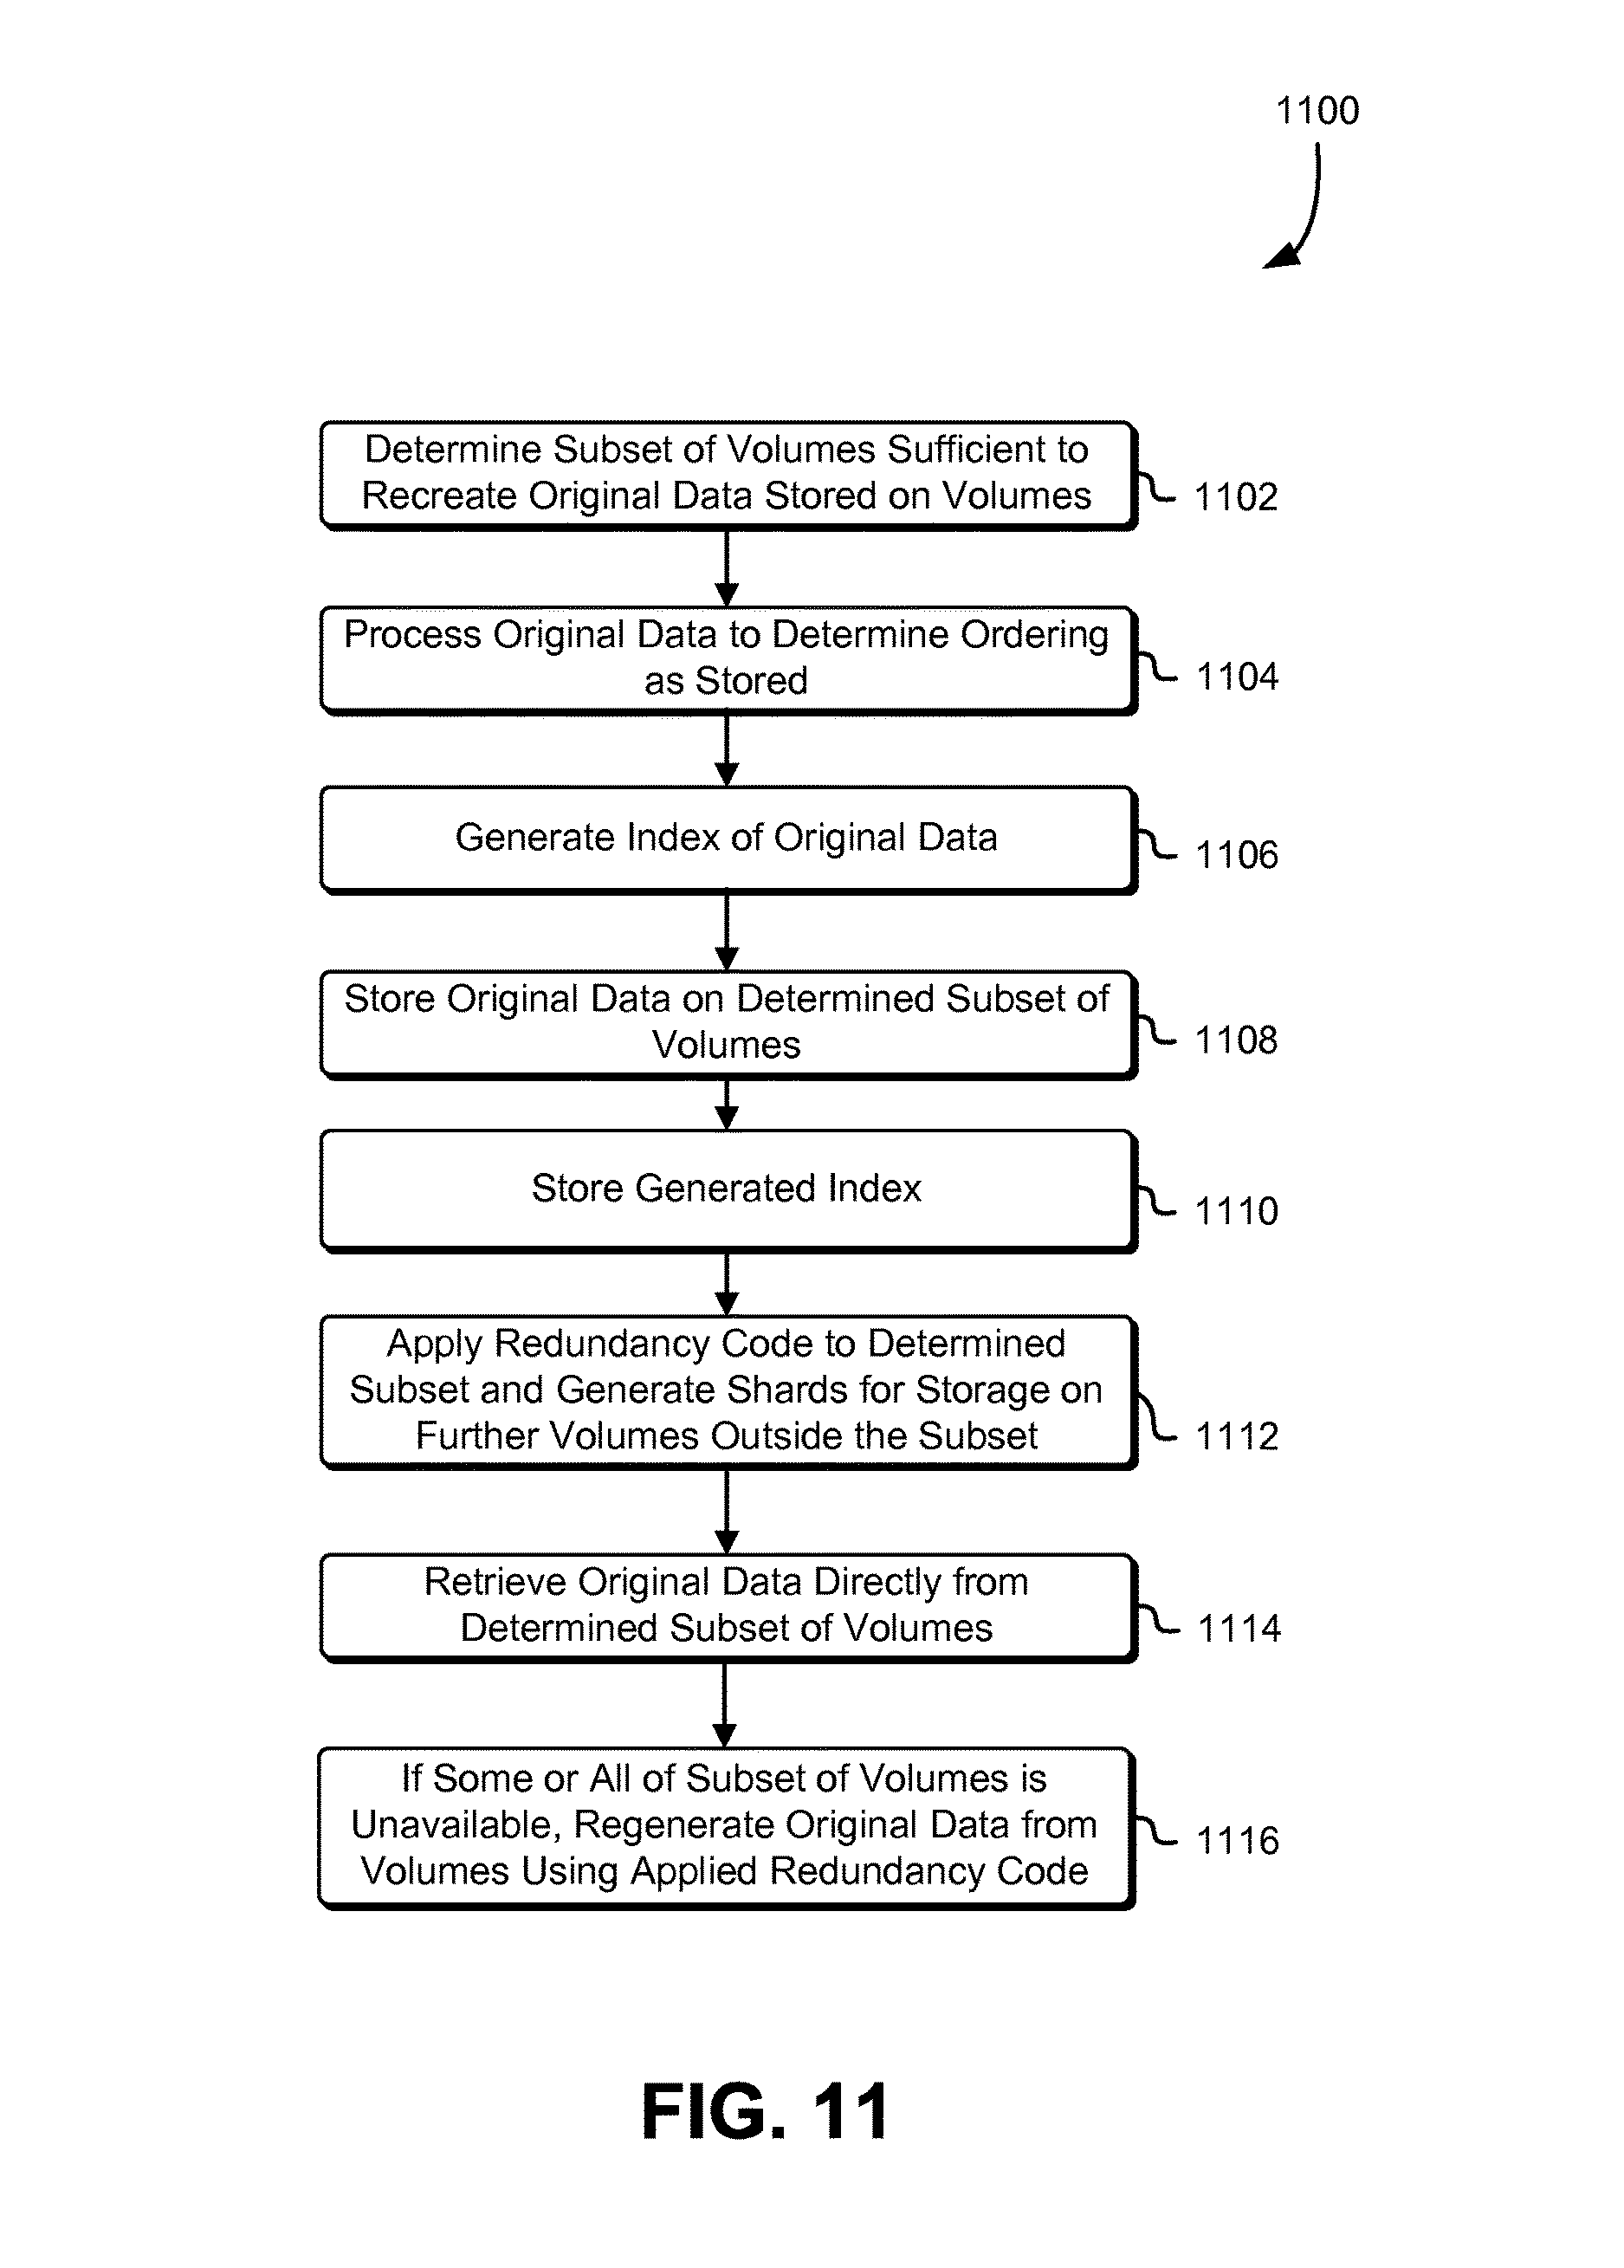 1100
Determine Subset of Volumes Sufficient to
Recreate Original Data Stored on Volumes
1102
Process Original Data to Determine Ordering
as Stored
1104
Generate Index of Original Data
1106
Store Original Data on Determined Subset of
Volumes
1108
Store Generated Index
1110
Apply Redundancy Code to Determined
Subset and Generate Shards for Storage on
Further Volumes Outside the Subset
1112
Retrieve Original Data Directly from
Determined Subset of Volumes
1114
If Some or All of Subset of Volumes is
Unavailable, Regenerate Original Data from
Volumes Using Applied Redundancy Code
1116
FIG. 11